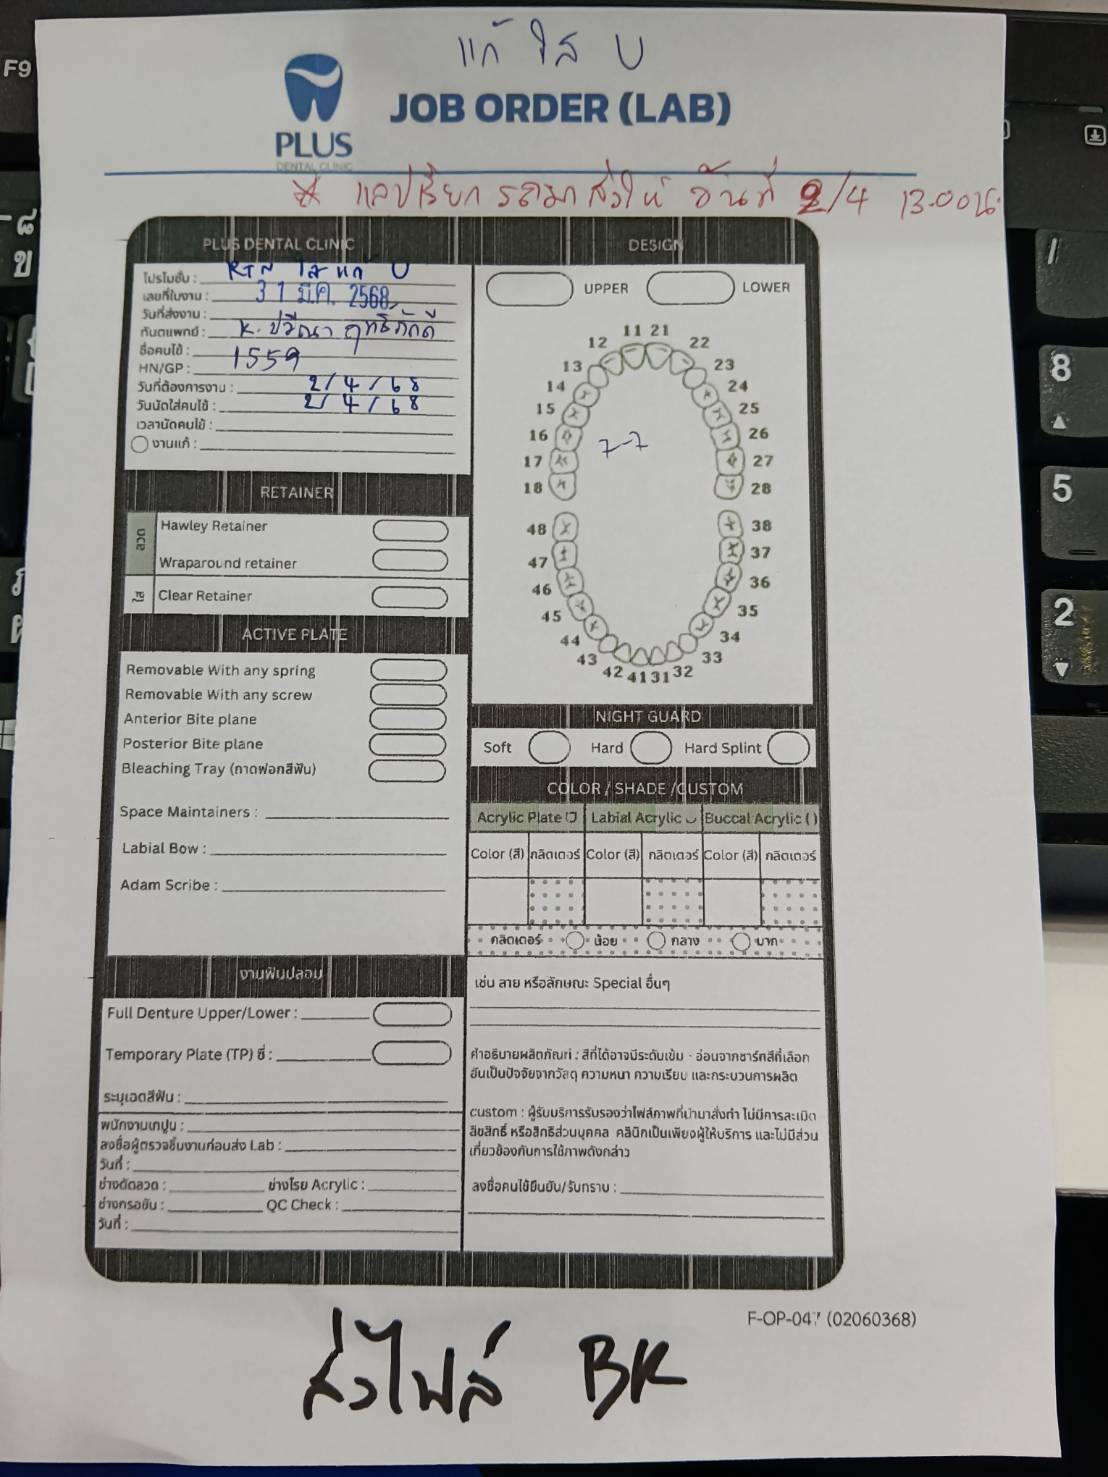 แก้ ใส U
PLUS
DENTAL CLINIC
JOB ORDER (LAB)
* แลปเรียกรถมาส่งให้ วันที่ 2/4 13.00น.
PLUS DENTAL CLINIC
โปรโมชั่น : RTN ใส แก้ U
เลขที่ใบงาน :
วันที่ส่งงาน : 31 มี.ค. 2568
ทันตแพทย์ :
ชื่อคนไข้ : K. ปวีณา ฤทธิภักดี
HN/GP : 1559
วันที่ต้องการงาน : 2/4/68
วันนัดใส่คนไข้ : 2/4/68
เวลานัดคนไข้ :
งานแก้ :
RETAINER
ลวด
Hawley Retainer
Wraparound retainer
ใส
Clear Retainer
ACTIVE PLATE
Removable With any spring
Removable With any screw
Anterior Bite plane
Posterior Bite plane
Bleaching Tray (ถาดฟอกสีฟัน)
Space Maintainers :
Labial Bow :
Adam Scribe :
งานฟันปลอม
Full Denture Upper/Lower :
Temporary Plate (TP) ซี่ :
ระบุเฉดสีฟัน :
พนักงานเทปูน :
ลงชื่อผู้ตรวจชิ้นงานก่อนส่ง Lab :
วันที่ :
ช่างดัดลวด : ช่างโรย Acrylic :
ช่างกรอขัน : QC Check :
วันที่ :
DESIGN
UPPER LOWER
11 21
12 22
13 23
14 24
15 25
16 7-7 26
17 27
18 28
48 38
47 37
46 36
45 35
44 34
43 33
42 41 31 32
NIGHT GUARD
Soft Hard Hard Splint
COLOR / SHADE /CUSTOM
Acrylic Plate Labial Acrylic Buccal Acrylic ( )
Color (สี) กลิตเตอร์ Color (สี) กลิตเตอร์ Color (สี) กลิตเตอร์
กลิตเตอร์ น้อย กลาง มาก
เช่น ลาย หรือลักษณะ Special อื่นๆ
คำอธิบายผลิตภัณฑ์ : สีที่ได้อาจมีระดับเข้ม - อ่อนจากชาร์ทสีที่เลือก
อันเป็นปัจจัยจากวัสดุ ความหนา ความเรียบ และกระบวนการผลิต
custom : ผู้รับบริการรับรองว่าไฟล์ภาพที่นำมาสั่งทำ ไม่มีการละเมิด
ลิขสิทธิ์ หรือสิทธิส่วนบุคคล คลินิกเป็นเพียงผู้ให้บริการ และไม่มีส่วน
เกี่ยวข้องกับการใช้ภาพดังกล่าว
ลงชื่อคนไข้ยืนยัน/รับทราบ :
F-OP-047 (02060368)
ส่งไฟล์ BK
F9
8
5
2